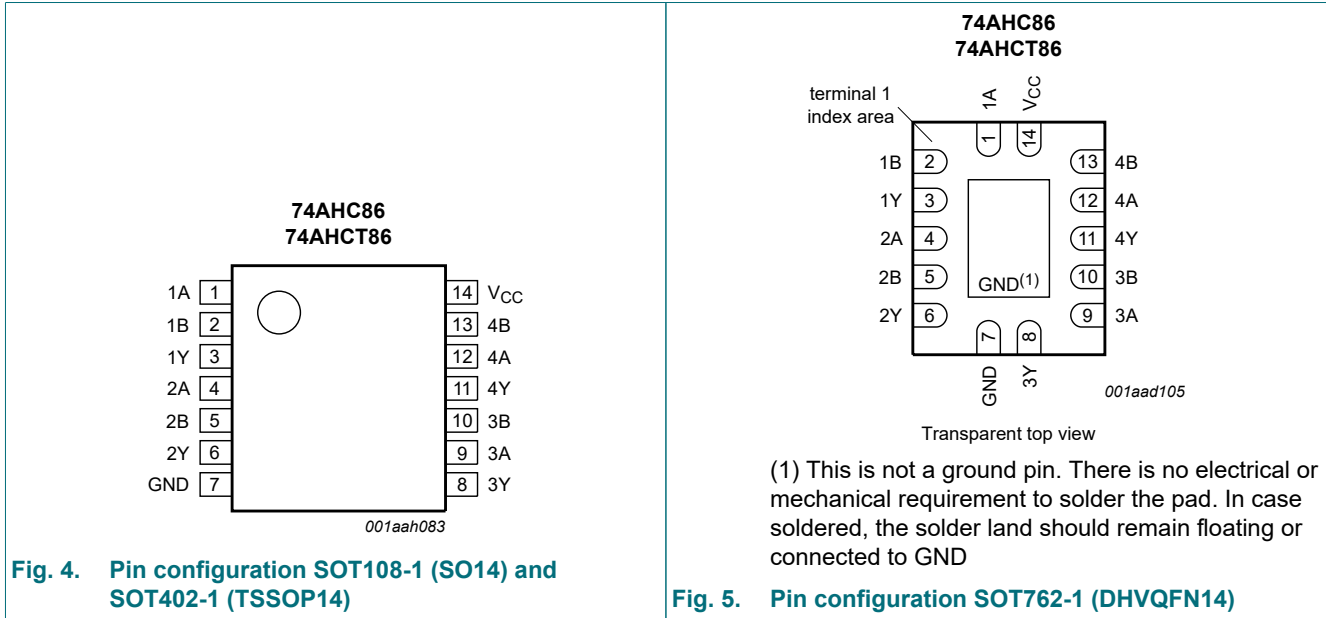 74AHC86
74AHCT86
1A 1
1B 2
1Y 3
2A 4
2B 5
2Y 6
GND 7
14 VCC
13 4B
12 4A
11 4Y
10 3B
9 3A
8 3Y
001aah083
Fig. 4. Pin configuration SOT108-1 (SO14) and
SOT402-1 (TSSOP14)
74AHC86
74AHCT86
terminal 1
index area
1A
VCC
1
14
1B 2
1Y 3
2A 4
2B 5
2Y 6
13 4B
12 4A
11 4Y
10 3B
9 3A
GND(1)
7
8
GND
3Y
001aad105
Transparent top view
(1) This is not a ground pin. There is no electrical or
mechanical requirement to solder the pad. In case
soldered, the solder land should remain floating or
connected to GND
Fig. 5. Pin configuration SOT762-1 (DHVQFN14)